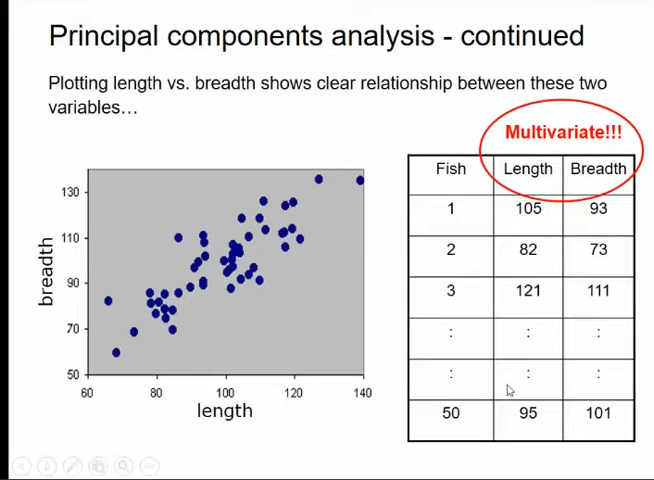 Principal components analysis - continued
Plotting length vs. breadth shows clear relationship between these two
variables…
Multivariate!!!
Fish Length Breadth
1 105 93
2 82 73
3 121 111
: : :
: : :
50 95 101
breadth
130
110
90
70
50
60 80 100 120 140
length